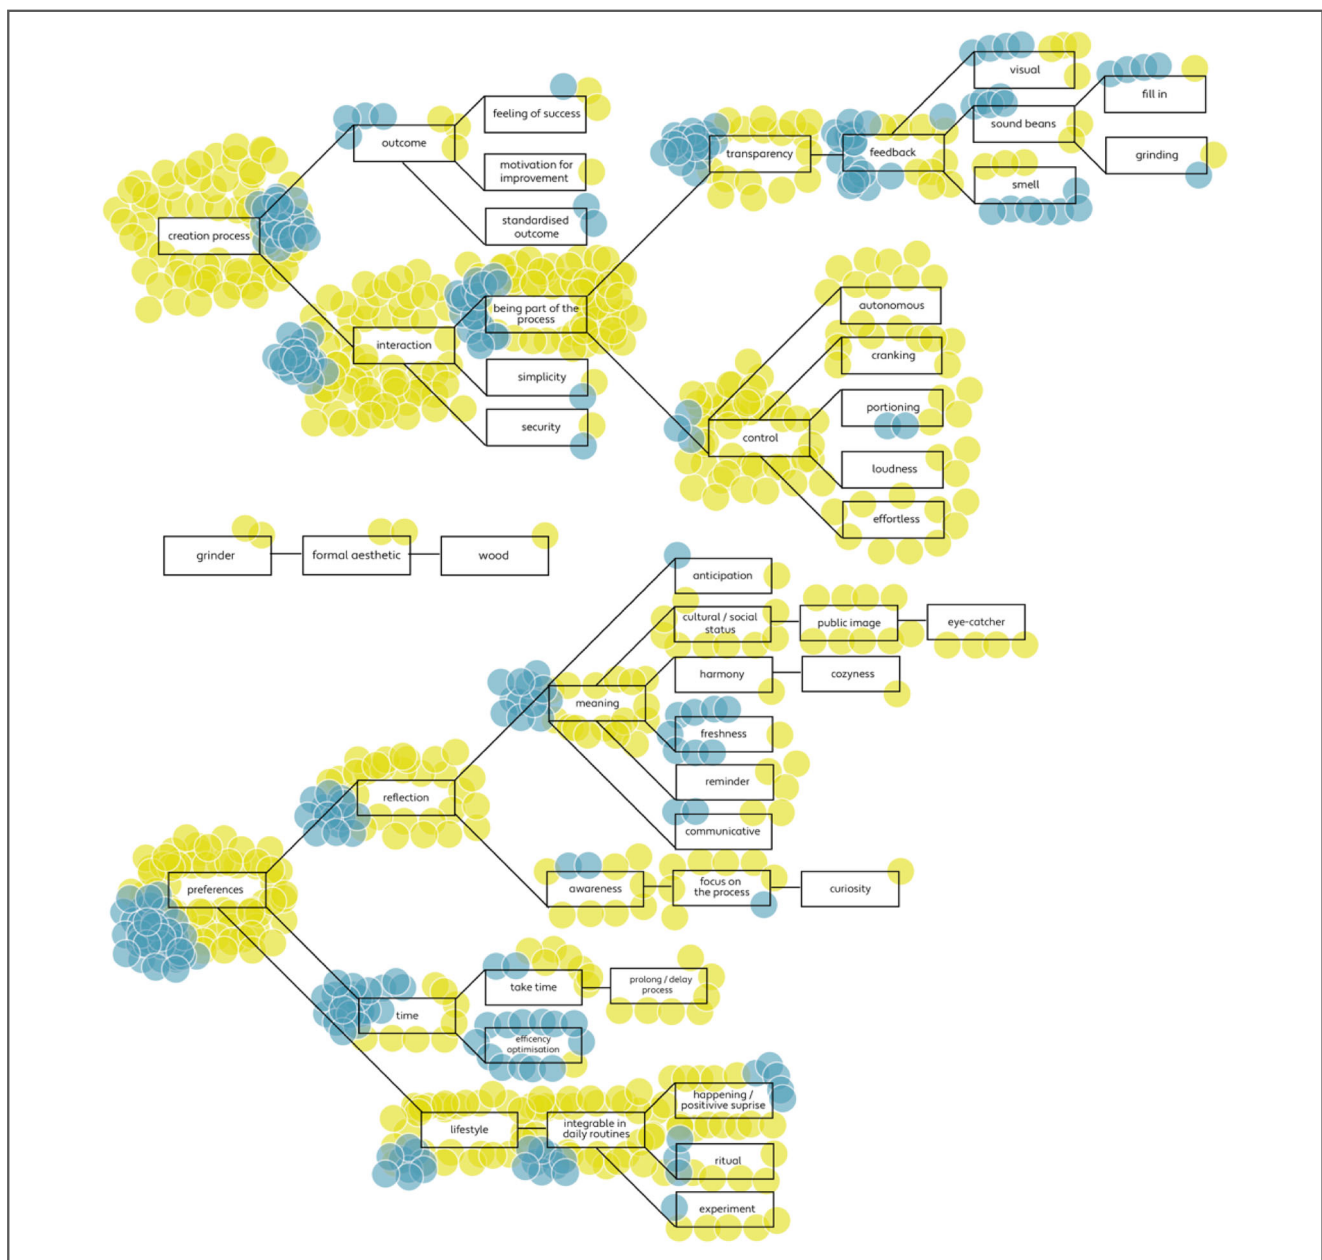 creation process
outcome
feeling of success
motivation for
improvement
standardised
outcome
interaction
being part of the
process
simplicity
security
transparency
feedback
visual
sound beans
smell
fill in
grinding
control
autonomous
cranking
portioning
loudness
effortless
grinder
formal aesthetic
wood
preferences
reflection
meaning
anticipation
cultural / social
status
public image
eye-catcher
harmony
cozyness
freshness
reminder
communicative
awareness
focus on
the process
curiosity
time
take time
prolong / delay
process
efficency
optimisation
lifestyle
integrable in
daily routines
happening /
positivive suprise
ritual
experiment